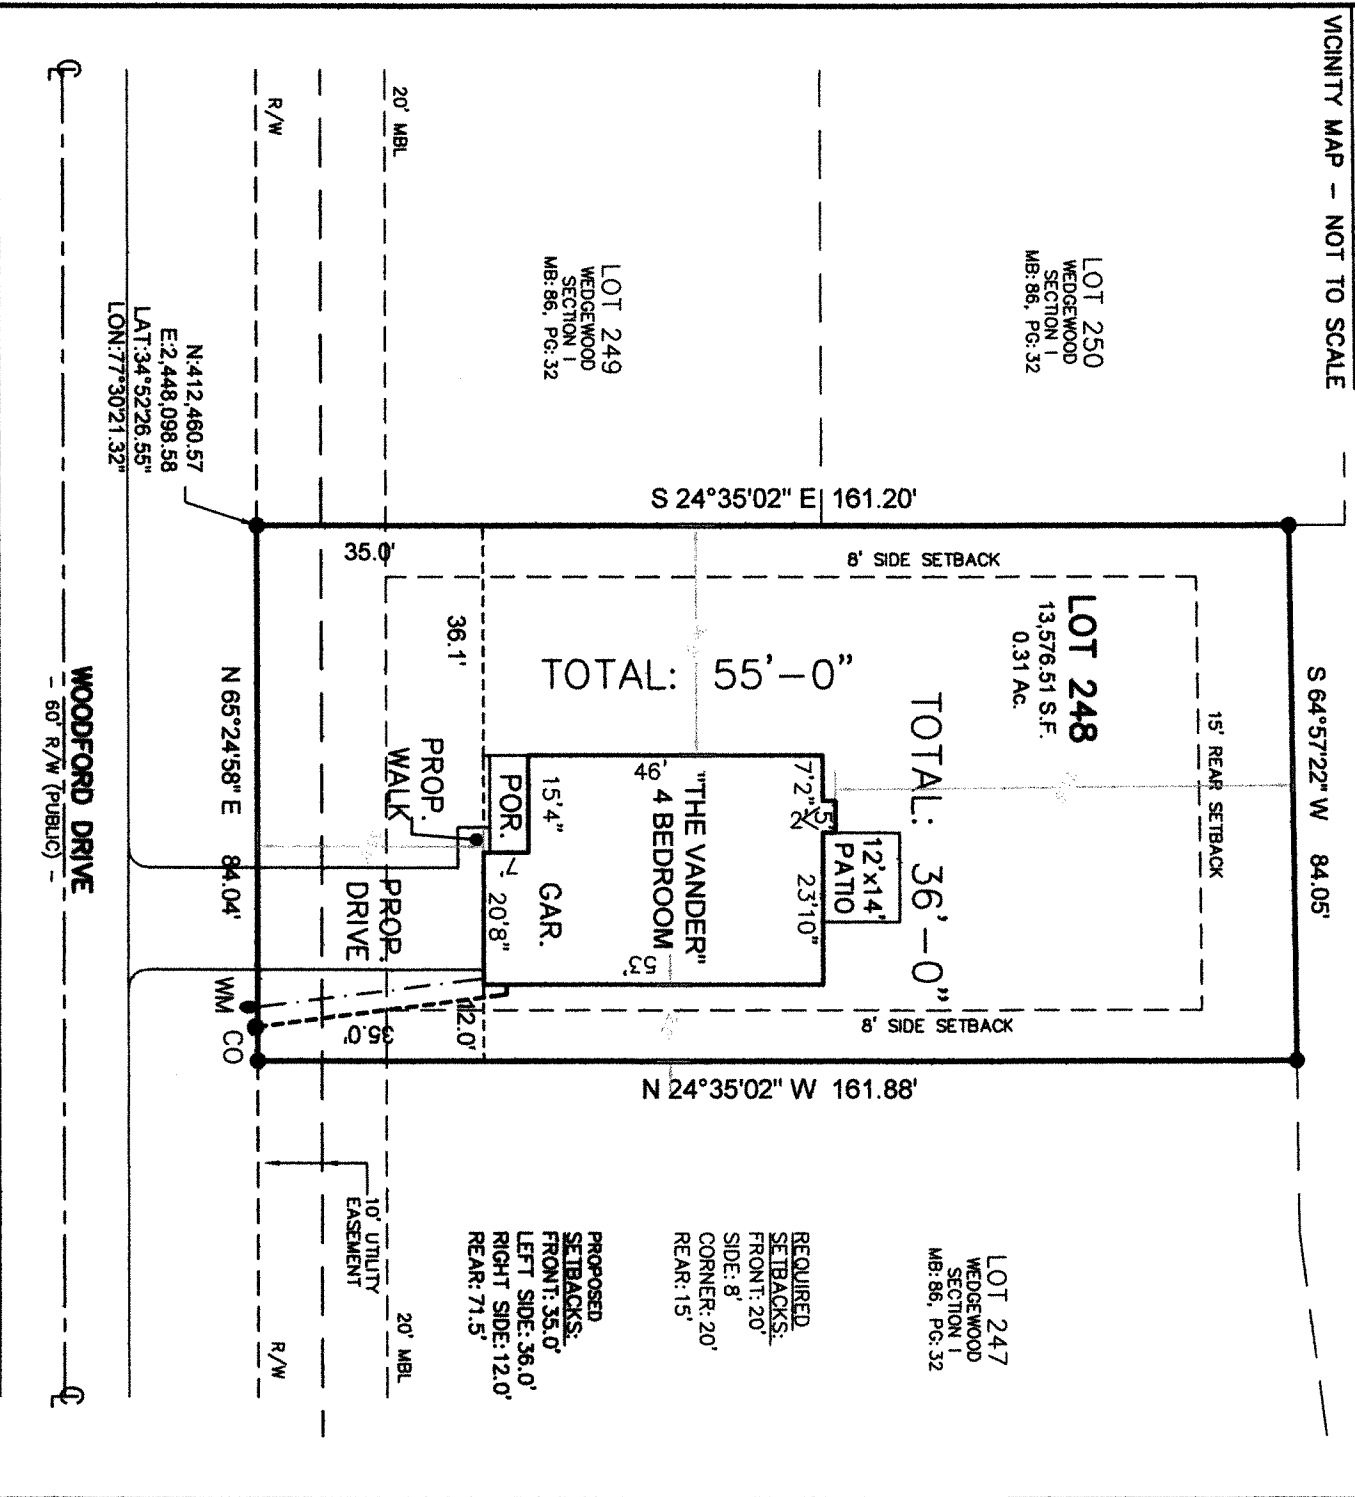 VICINITY MAP - NOT TO SCALE
S 64°57'22" W 84.05'
15' REAR SETBACK
LOT 250
WEDGEWOOD
SECTION I
MB: 86, PG: 32
LOT 248
13,576.51 S.F.
0.31 Ac.
LOT 247
WEDGEWOOD
SECTION I
MB: 86, PG: 32
S 24°35'02" E 161.20'
8' SIDE SETBACK
8' SIDE SETBACK
N 24°35'02" W 161.88'
TOTAL: 36'-0"
TOTAL: 55'-0"
12'x14'
PATIO
7'2"
5'
2'
23'10"
"THE VANDER"
4 BEDROOM
46'
53'
15'4"
GAR.
POR.
7'
20'8"
LOT 249
WEDGEWOOD
SECTION I
MB: 86, PG: 32
REQUIRED
SETBACKS:
FRONT: 20'
SIDE: 8'
CORNER: 20'
REAR: 15'
PROPOSED
SETBACKS:
FRONT: 35.0'
LEFT SIDE: 36.0'
RIGHT SIDE: 12.0'
REAR: 71.5'
36.1'
12.0'
PROP.
WALK
PROP.
DRIVE
35.0'
35.0'
20' MBL
20' MBL
10' UTILITY
EASEMENT
R/W
R/W
N 65°24'58" E 84.04'
WM
CO
N:412,460.57
E:2,448,098.58
LAT:34°52'26.55"
LON:77°30'21.32"
WOODFORD DRIVE
- 60' R/W (PUBLIC) -